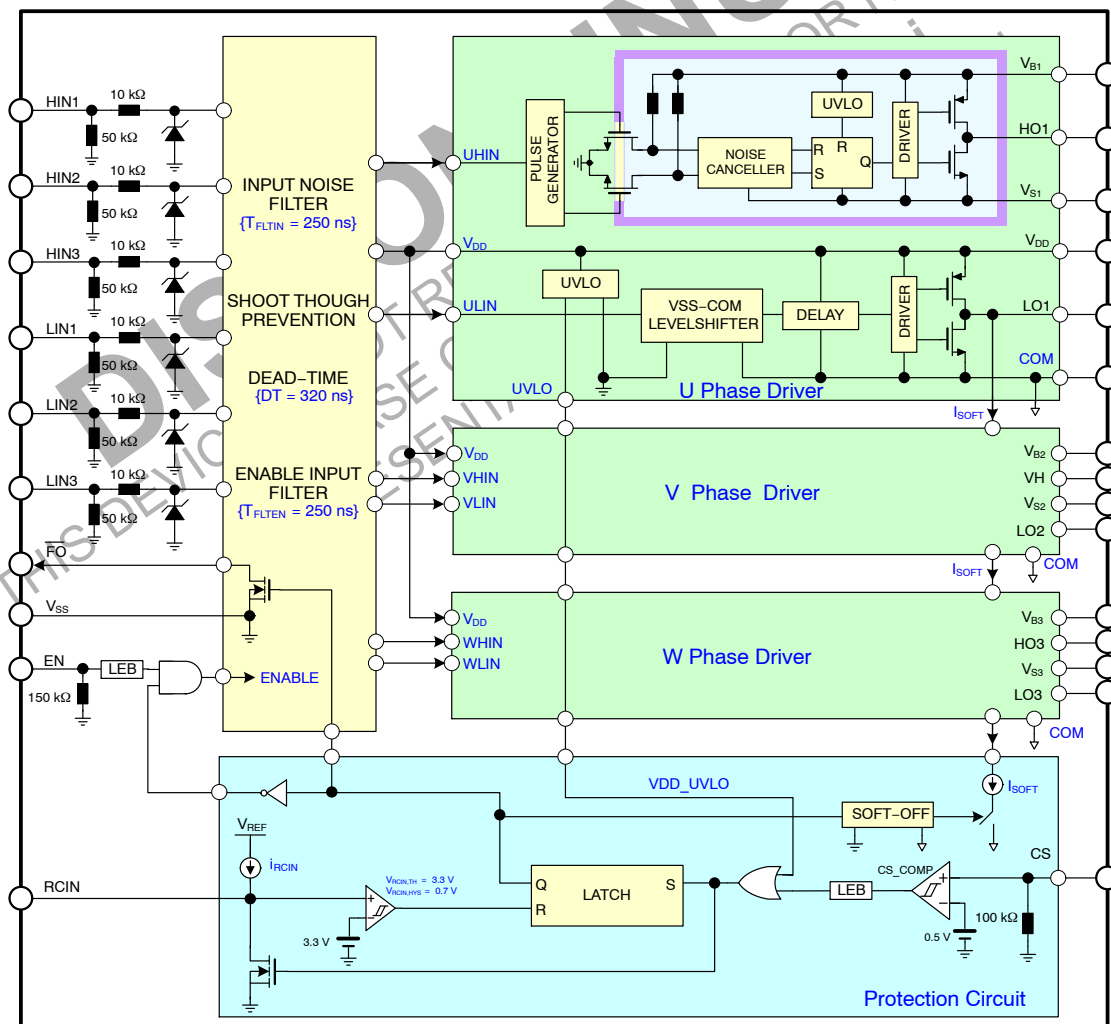 HIN1
10 kΩ
50 kΩ
HIN2
10 kΩ
50 kΩ
HIN3
10 kΩ
50 kΩ
LIN1
10 kΩ
50 kΩ
LIN2
10 kΩ
50 kΩ
LIN3
10 kΩ
50 kΩ
FO
VSS
EN
LEB
150 kΩ
RCIN
INPUT NOISE
FILTER
{TFLTIN = 250 ns}
SHOOT THOUGH
PREVENTION
DEAD-TIME
{DT = 320 ns}
ENABLE INPUT
FILTER
{TFLTEN = 250 ns}
ENABLE
UHIN
VDD
ULIN
UVLO
PULSE
GENERATOR
NOISE
CANCELLER
UVLO
R
R
S
Q
DRIVER
VB1
HO1
VS1
VDD
UVLO
VSS-COM
LEVELSHIFTER
DELAY
DRIVER
LO1
COM
U Phase Driver
ISOFT
VDD
VHIN
VLIN
V Phase Driver
VB2
VH
VS2
LO2
COM
ISOFT
VDD
WHIN
WLIN
W Phase Driver
VB3
HO3
VS3
LO3
COM
VDD_UVLO
ISOFT
SOFT-OFF
VREF
iRCIN
VRCIN,TH = 3.3 V
VRCIN,HYS = 0.7 V
+
-
3.3 V
Q
R
S
LATCH
LEB
CS_COMP
+
-
CS
100 kΩ
0.5 V
Protection Circuit
THIS DEVIC